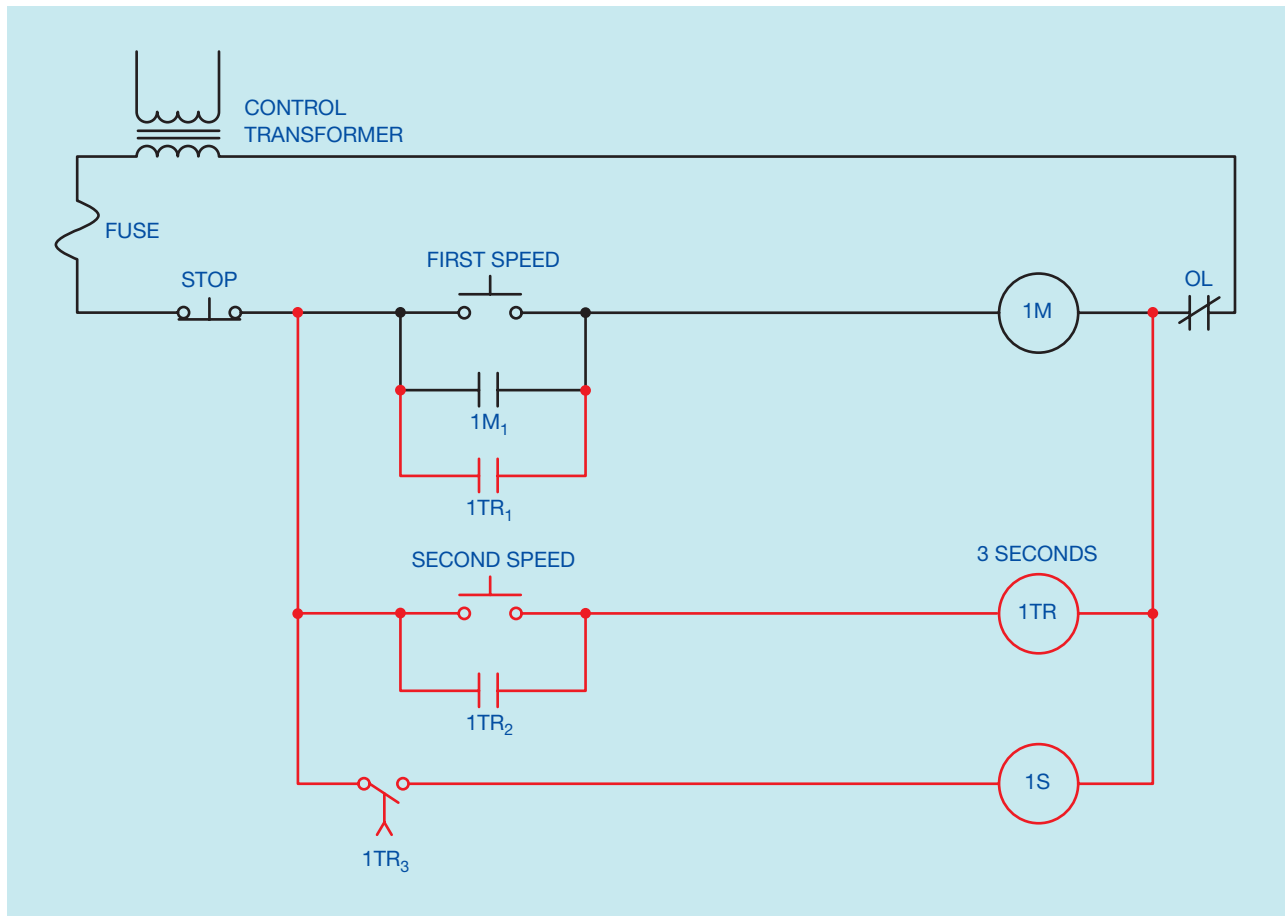 CONTROL
TRANSFORMER
FUSE
STOP
FIRST SPEED
1M
OL
1M₁
1TR₁
SECOND SPEED
3 SECONDS
1TR
1TR₂
1S
1TR₃